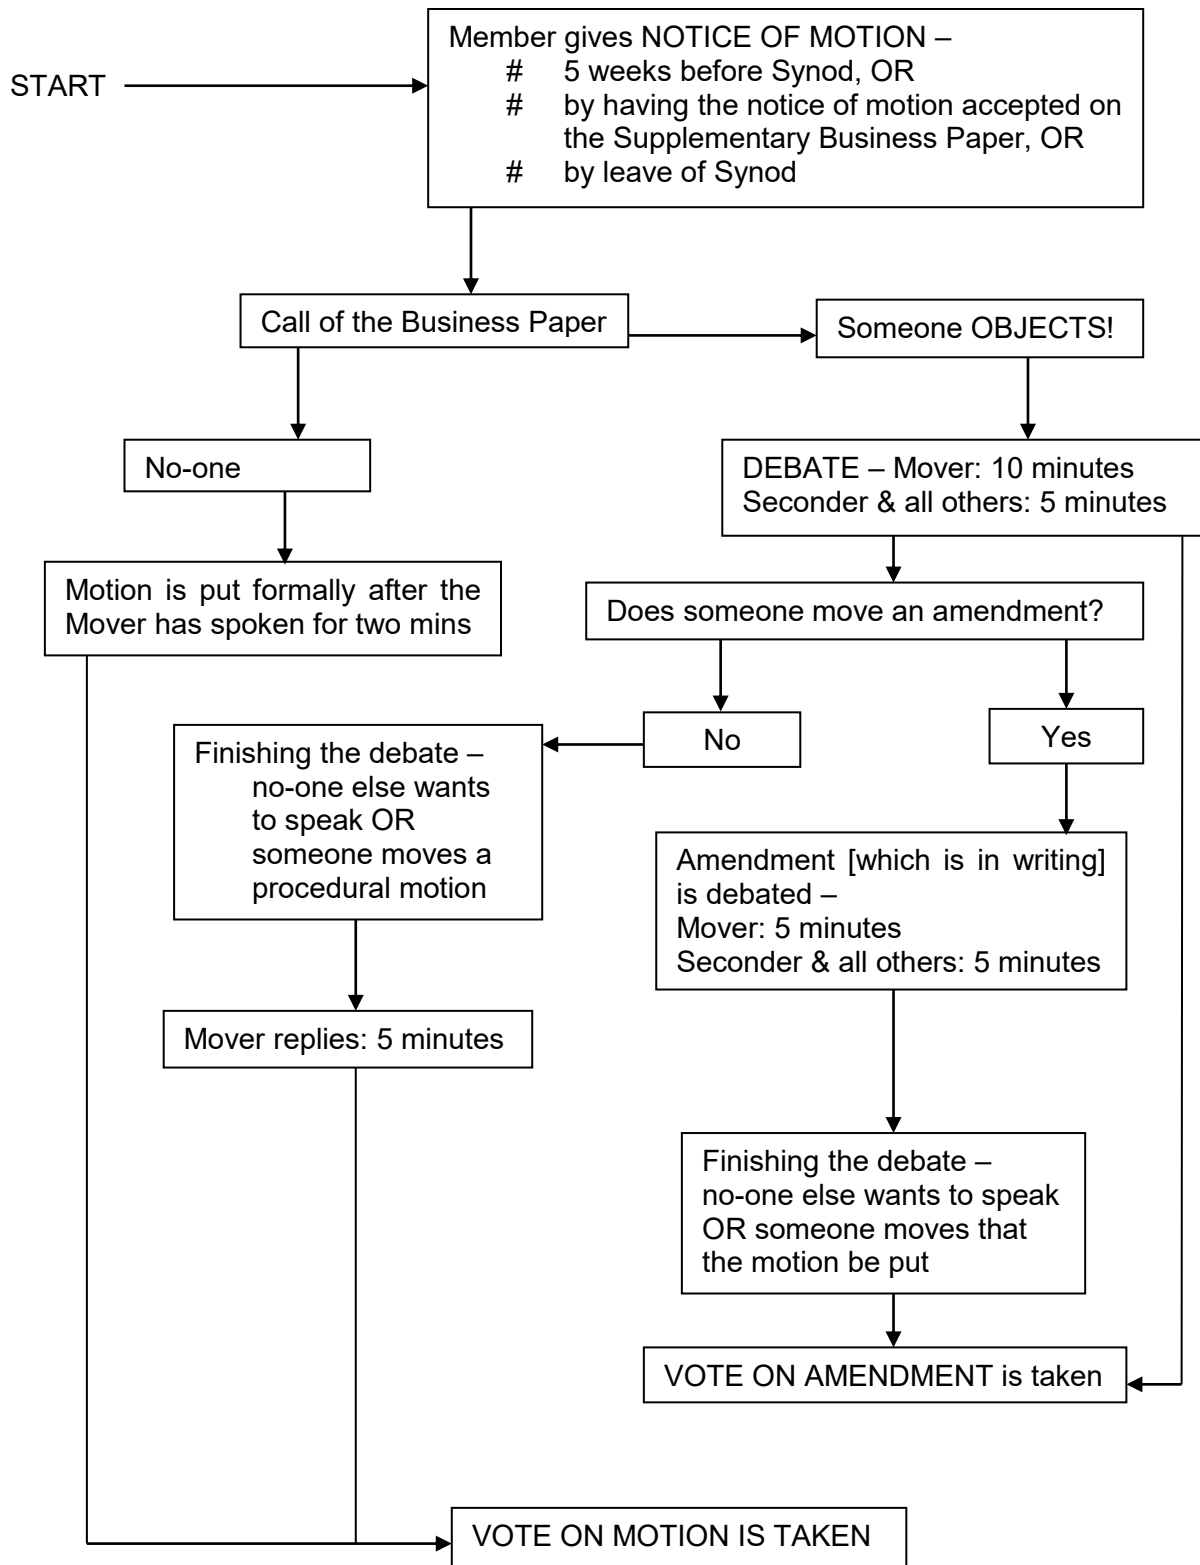 Member gives NOTICE OF MOTION –
START
# 5 weeks before Synod, OR
# by having the notice of motion accepted on
the Supplementary Business Paper, OR
# by leave of Synod
Call of the Business Paper
Someone OBJECTS!
No-one
DEBATE – Mover: 10 minutes
Seconder & all others: 5 minutes
Motion is put formally after the
Mover has spoken for two mins
Does someone move an amendment?
No
Yes
Finishing the debate –
no-one else wants
to speak OR
someone moves a
procedural motion
Amendment [which is in writing]
is debated –
Mover: 5 minutes
Seconder & all others: 5 minutes
Mover replies: 5 minutes
Finishing the debate –
no-one else wants to speak
OR someone moves that
the motion be put
VOTE ON AMENDMENT is taken
VOTE ON MOTION IS TAKEN